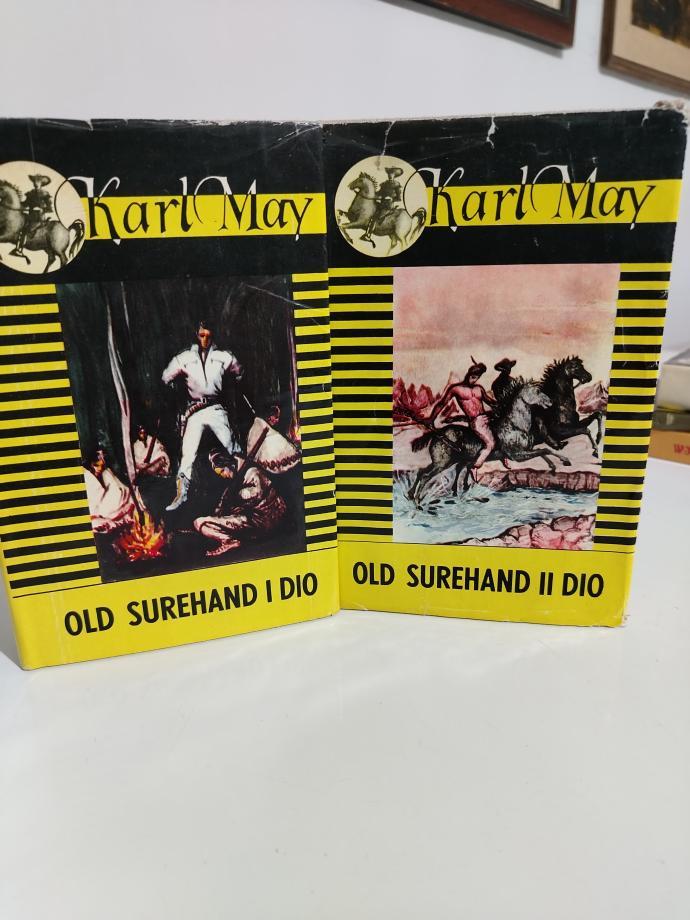 Karl May
OLD SUREHAND I DIO
Karl May
OLD SUREHAND II DIO